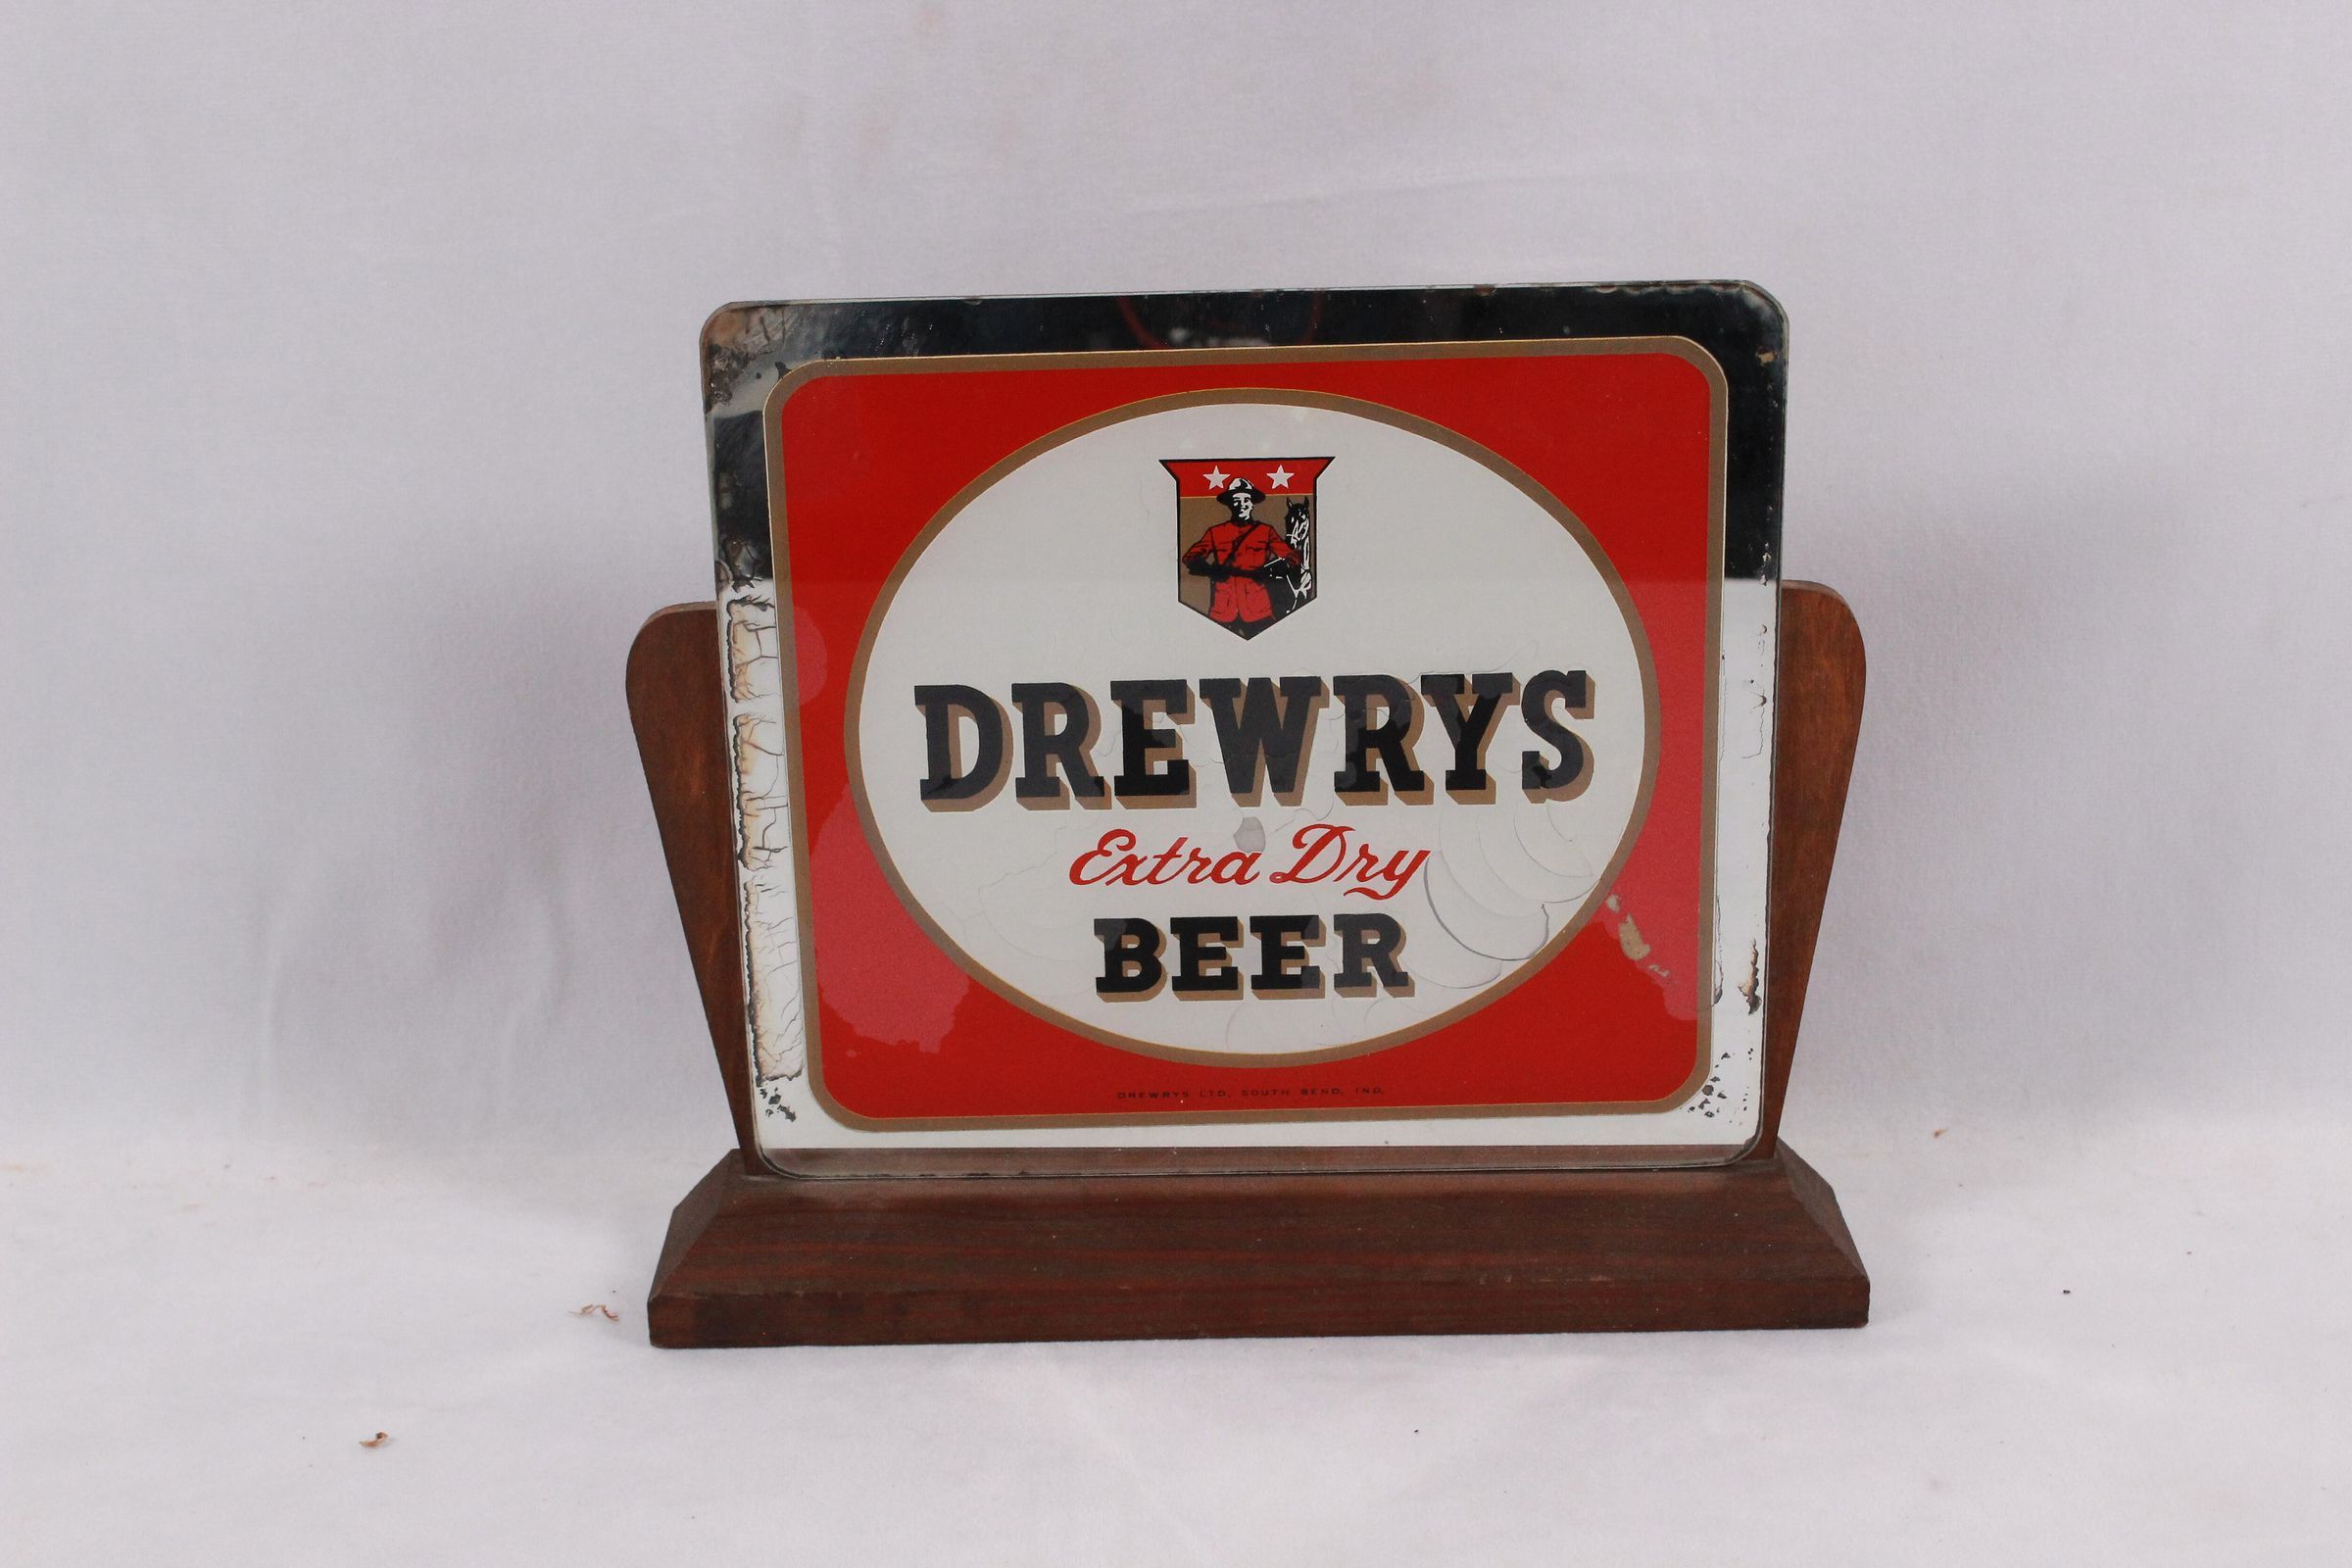 DREWRYS
Extra Dry
BEER
DREWRYS LTD. SOUTH BEND, IND.